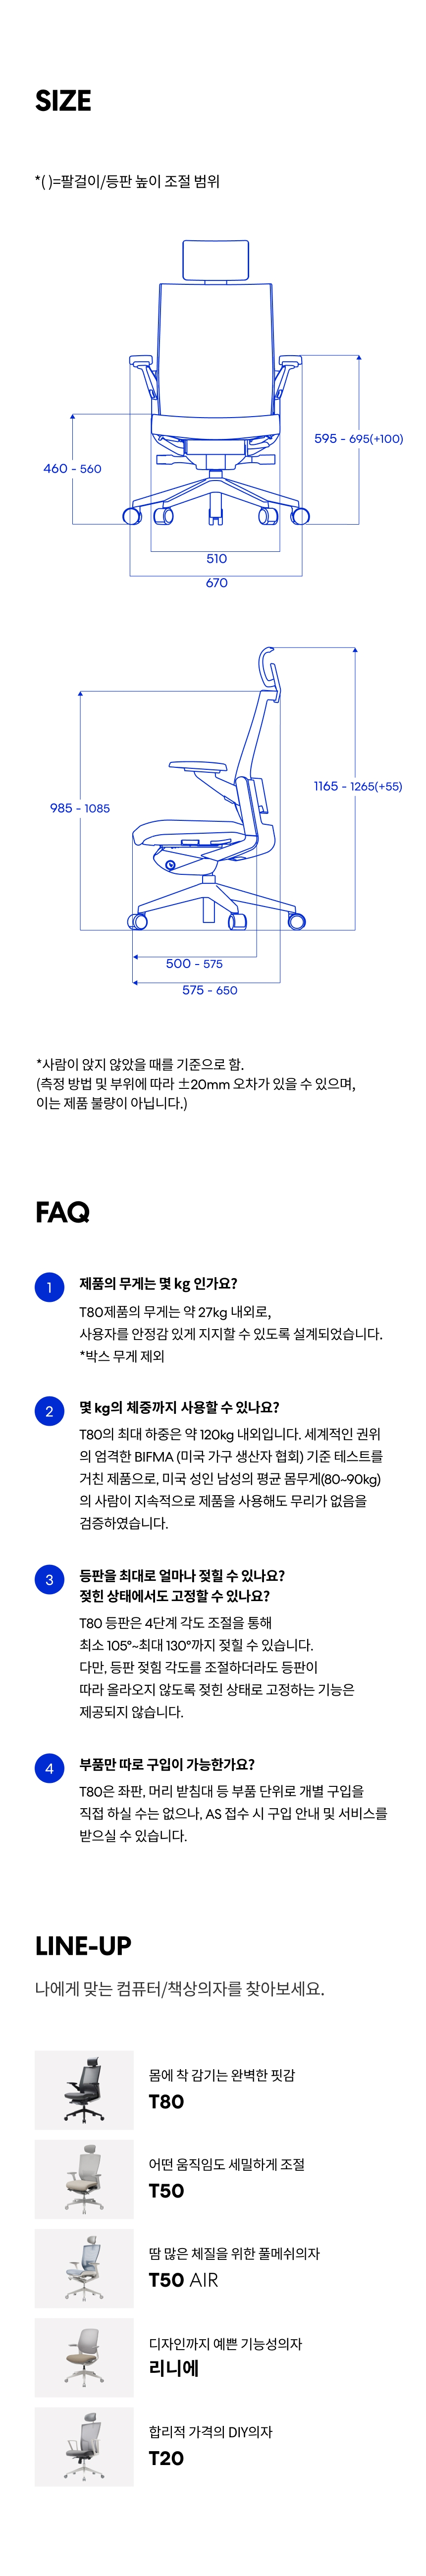 SIZE
*( )=팔걸이/등판 높이 조절 범위
595 - 695(+100)
460 - 560
510
670
1165 - 1265(+55)
985 - 1085
500 - 575
575 - 650
*사람이 앉지 않았을 때를 기준으로 함.
(측정 방법 및 부위에 따라 ±20mm 오차가 있을 수 있으며,
이는 제품 불량이 아닙니다.)
FAQ
1 제품의 무게는 몇 kg 인가요?
T80제품의 무게는 약 27kg 내외로,
사용자를 안정감 있게 지지할 수 있도록 설계되었습니다.
*박스 무게 제외
2 몇 kg의 체중까지 사용할 수 있나요?
T80의 최대 하중은 약 120kg 내외입니다. 세계적인 권위
의 엄격한 BIFMA (미국 가구 생산자 협회) 기준 테스트를
거친 제품으로, 미국 성인 남성의 평균 몸무게(80~90kg)
의 사람이 지속적으로 제품을 사용해도 무리가 없음을
검증하였습니다.
3 등판을 최대로 얼마나 젖힐 수 있나요?
젖힌 상태에서도 고정할 수 있나요?
T80 등판은 4단계 각도 조절을 통해
최소 105°~최대 130°까지 젖힐 수 있습니다.
다만, 등판 젖힘 각도를 조절하더라도 등판이
따라 올라오지 않도록 젖힌 상태로 고정하는 기능은
제공되지 않습니다.
4 부품만 따로 구입이 가능한가요?
T80은 좌판, 머리 받침대 등 부품 단위로 개별 구입을
직접 하실 수는 없으나, AS 접수 시 구입 안내 및 서비스를
받으실 수 있습니다.
LINE-UP
나에게 맞는 컴퓨터/책상의자를 찾아보세요.
몸에 착 감기는 완벽한 핏감
T80
어떤 움직임도 세밀하게 조절
T50
땀 많은 체질을 위한 풀메쉬의자
T50 AIR
디자인까지 예쁜 기능성의자
리니에
합리적 가격의 DIY의자
T20